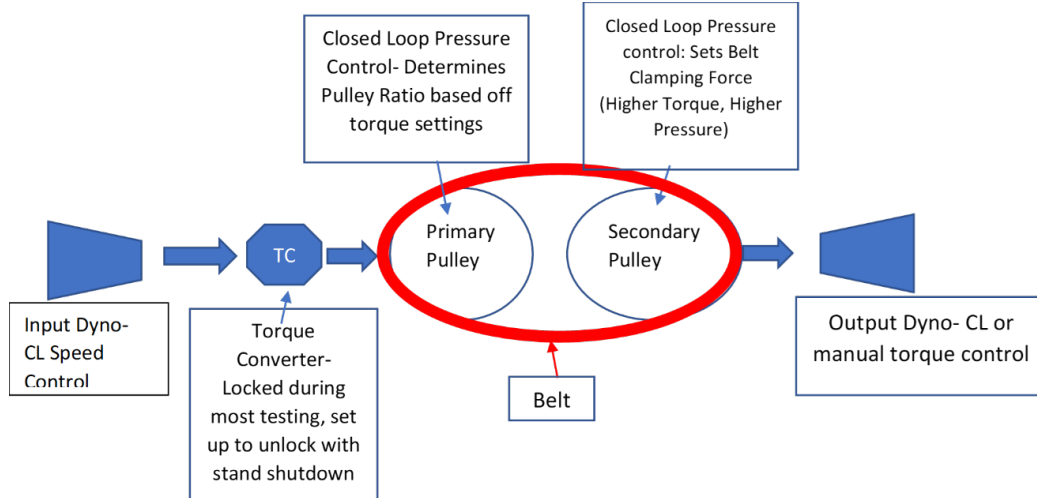 Closed Loop Pressure
Control- Determines
Pulley Ratio based off
torque settings
Closed Loop Pressure
control: Sets Belt
Clamping Force
(Higher Torque, Higher
Pressure)
Input Dyno-
CL Speed
Control
TC
Primary
Pulley
Secondary
Pulley
Output Dyno- CL or
manual torque control
Torque
Converter-
Locked during
most testing, set
up to unlock with
stand shutdown
Belt